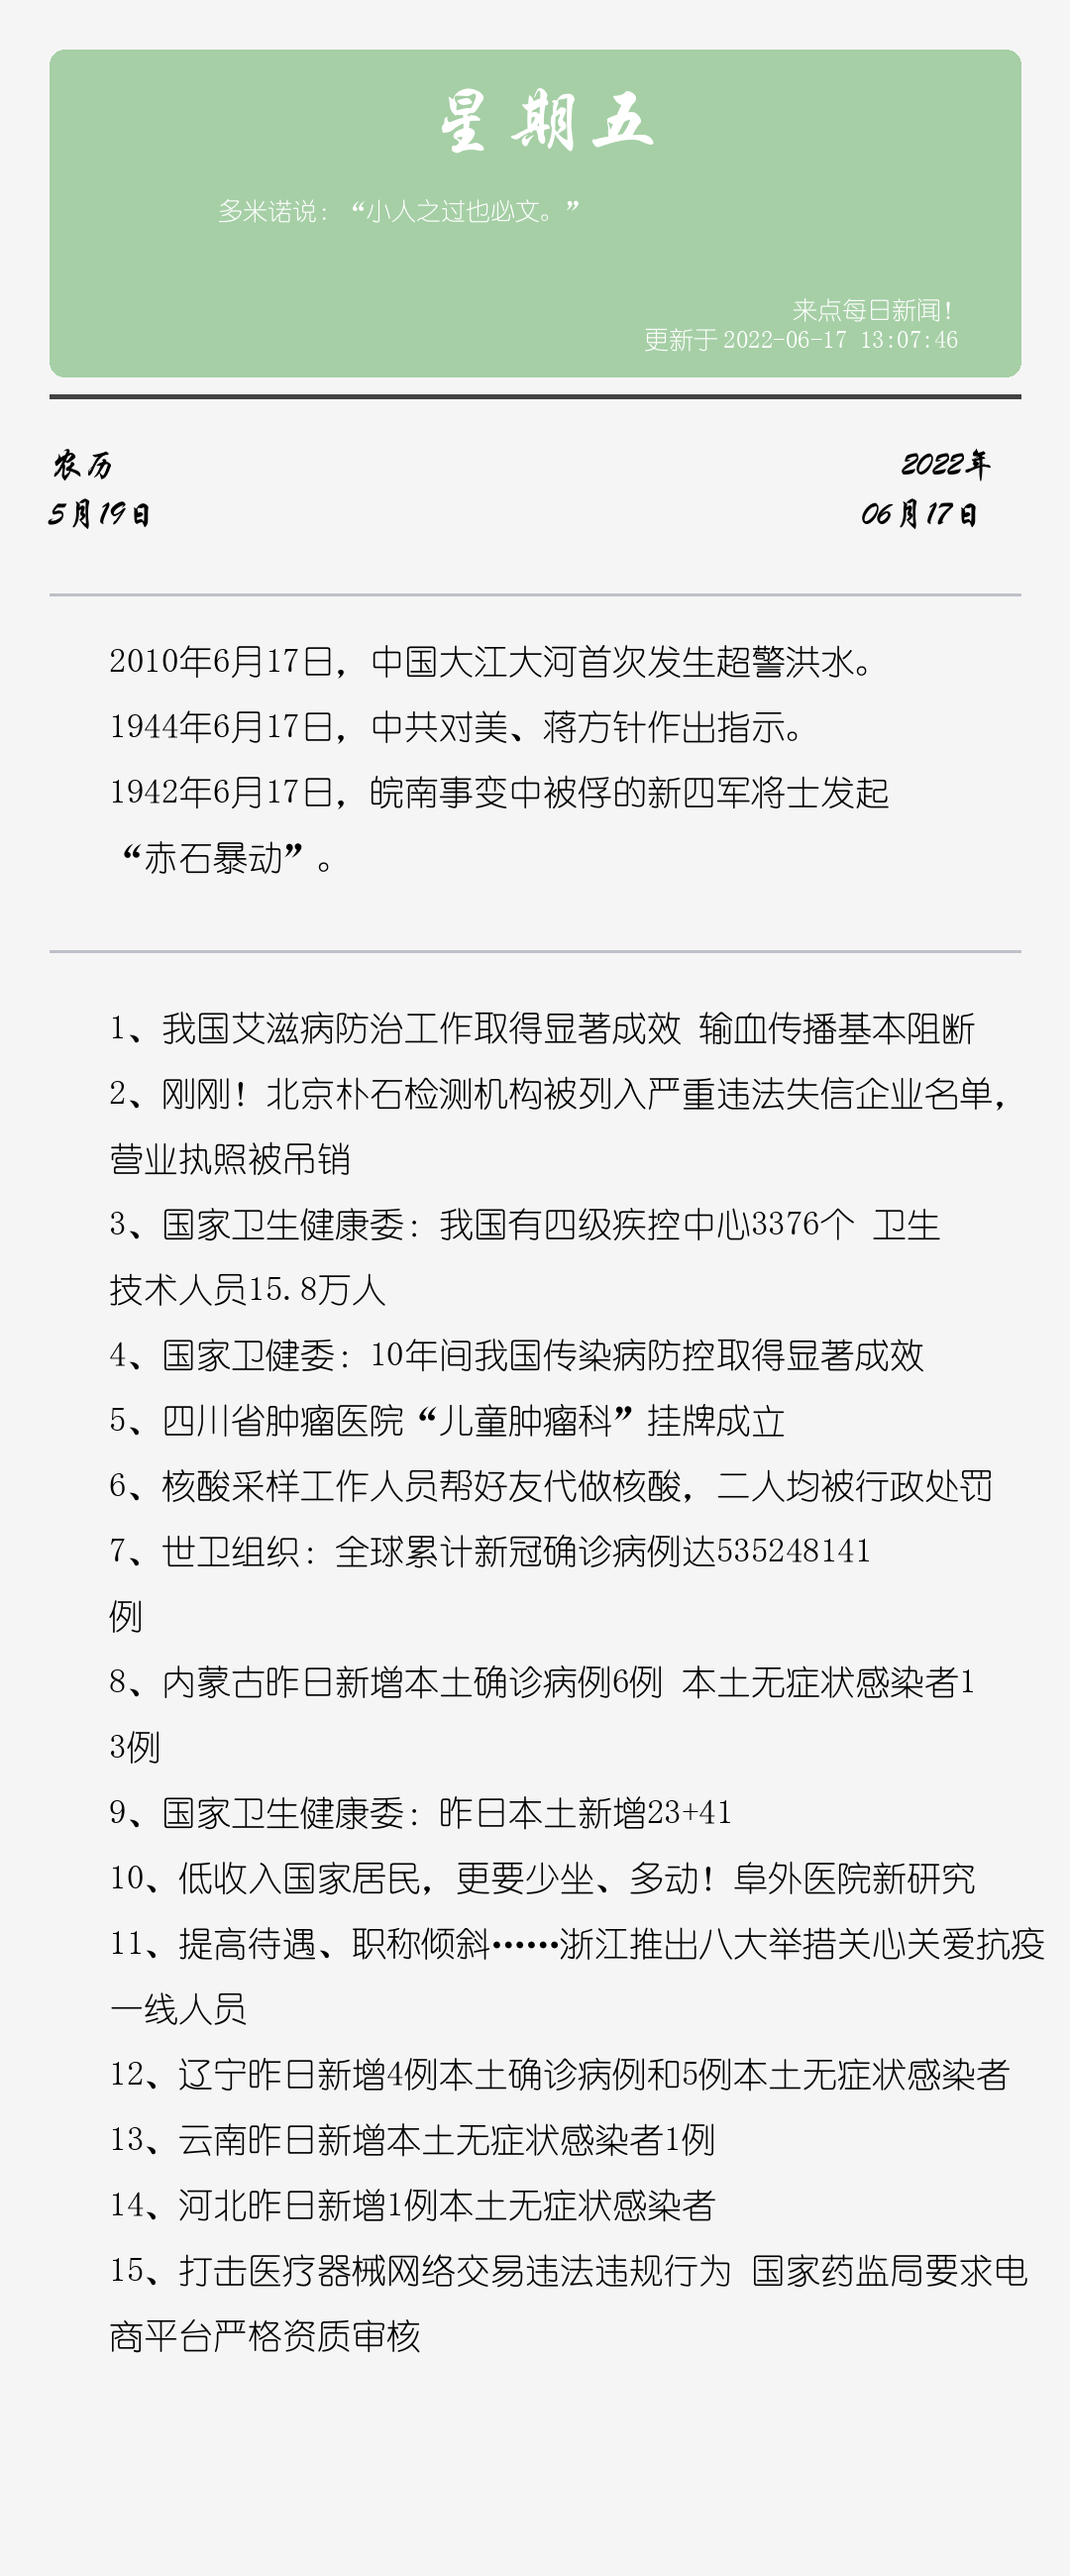 星期五
多米诺说：“小人之过也必文。”
来点每日新闻！
更新于 2022-06-17 13:07:46
农历
2022年
5月19日
06月17日
2010年6月17日，中国大江大河首次发生超警洪水。
1944年6月17日，中共对美、蒋方针作出指示。
1942年6月17日，皖南事变中被俘的新四军将士发起
“赤石暴动”。
1、我国艾滋病防治工作取得显著成效 输血传播基本阻断
2、刚刚！北京朴石检测机构被列入严重违法失信企业名单，
营业执照被吊销
3、国家卫生健康委：我国有四级疾控中心3376个 卫生
技术人员15.8万人
4、国家卫健委：10年间我国传染病防控取得显著成效
5、四川省肿瘤医院“儿童肿瘤科”挂牌成立
6、核酸采样工作人员帮好友代做核酸，二人均被行政处罚
7、世卫组织：全球累计新冠确诊病例达535248141
例
8、内蒙古昨日新增本土确诊病例6例 本土无症状感染者1
3例
9、国家卫生健康委：昨日本土新增23+41
10、低收入国家居民，更要少坐、多动！阜外医院新研究
11、提高待遇、职称倾斜……浙江推出八大举措关心关爱抗疫
一线人员
12、辽宁昨日新增4例本土确诊病例和5例本土无症状感染者
13、云南昨日新增本土无症状感染者1例
14、河北昨日新增1例本土无症状感染者
15、打击医疗器械网络交易违法违规行为 国家药监局要求电
商平台严格资质审核